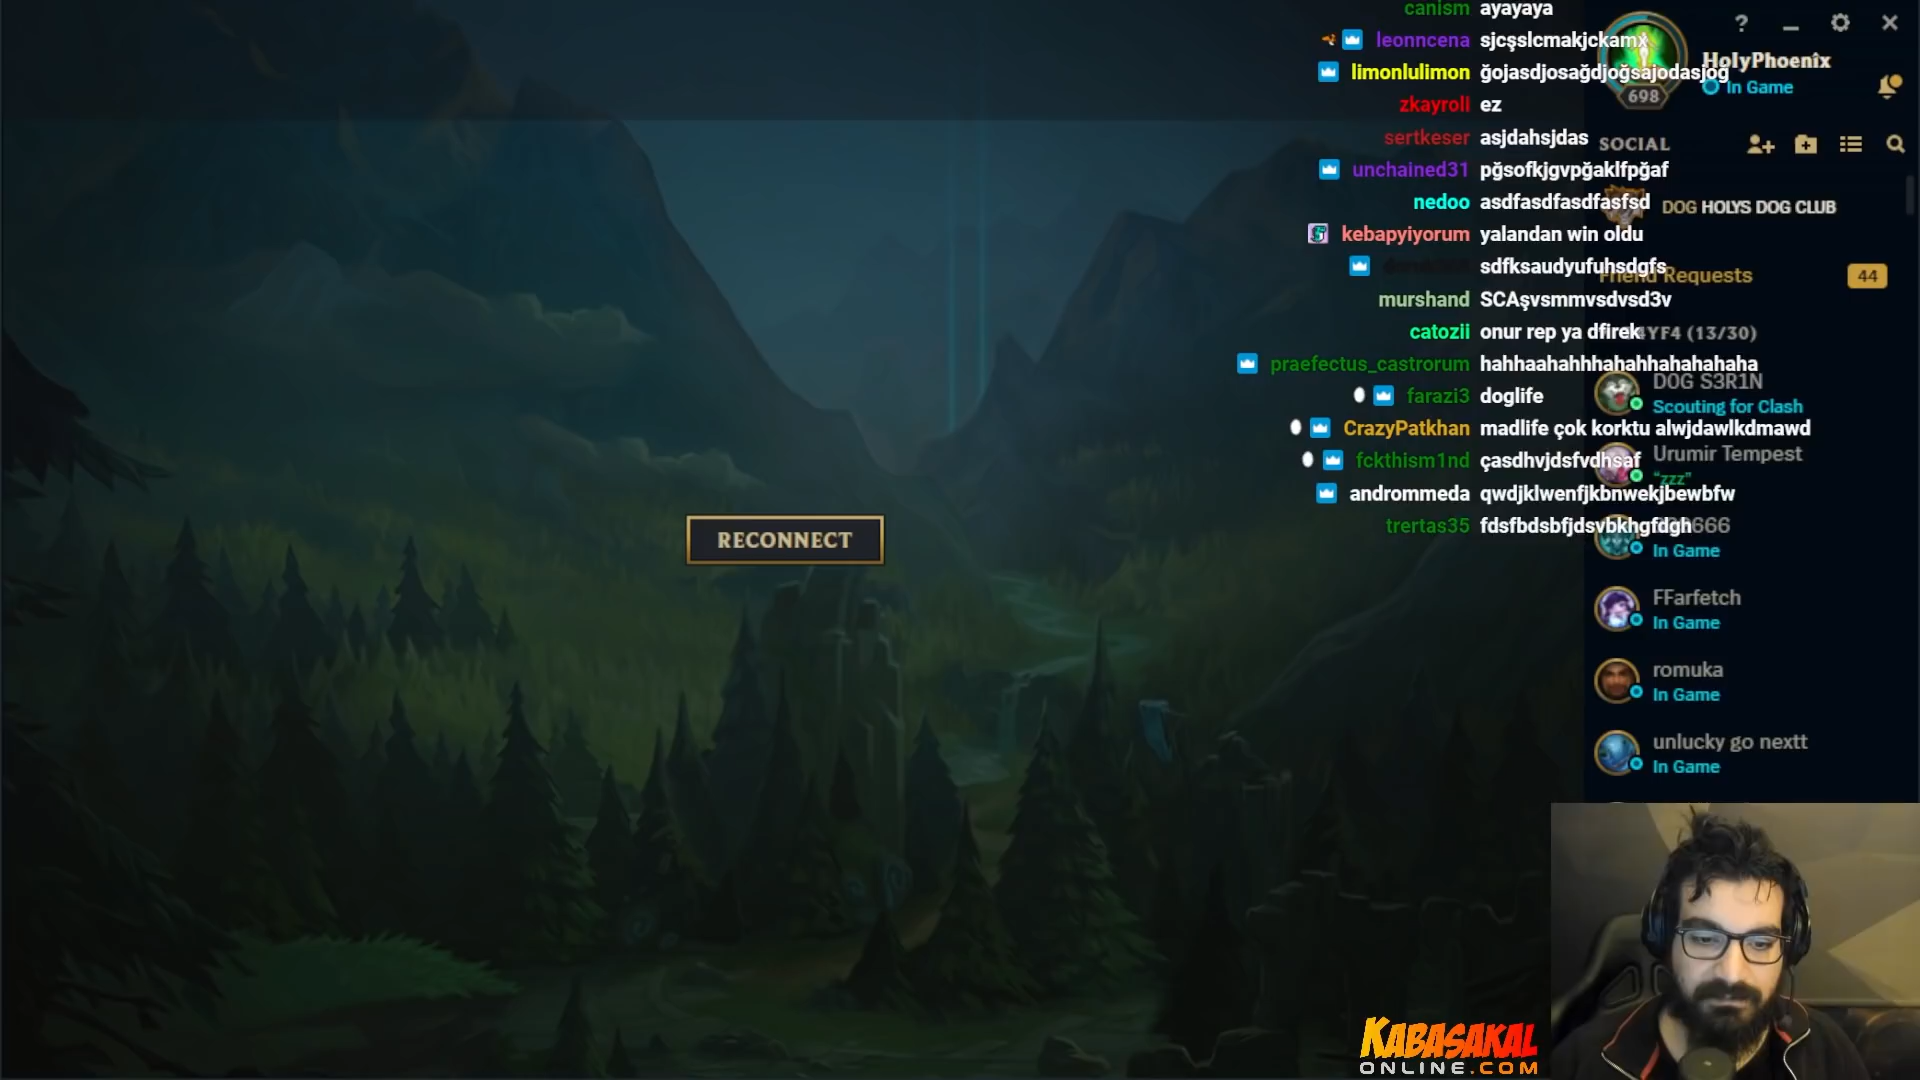 canism ayayaya
leonncena sjcşslcmakjckamx
HolyPhoenix
limonlulimon ğojasdjosağdjoğsajodasjog
In Game
698
zkayroli ez
sertkeser asjdahsjdas
SOCIAL
unchained31 pğsofkjgvpğaklfpğaf
nedoo asdfasdfasdfasfsd
DOG HOLYS DOG CLUB
kebapyiyorum yalandan win oldu
sdfksaudyufuhsdgfs
Friend Requests
44
murshand SCAşvsmmvsdvsd3v
catozii onur rep ya dfirek
4YF4 (13/30)
praefectus_castrorum hahhaahahhhahahhahahahaha
D0G S3R1N
farazi3 doglife
Scouting for Clash
CrazyPatkhan madlife çok korktu alwjdawlkdmawd
Urumir Tempest
fckthism1nd çasdhvjdsfvdhsaf
“zzz”
andrommeda qwdjklwenfjkbnwekjbewbfw
trertas35 fdsfbdsbfjdsvbkhgfdgh
666
In Game
RECONNECT
FFarfetch
In Game
romuka
In Game
unlucky go nextt
In Game
KABASAKAL
ONLINE.COM